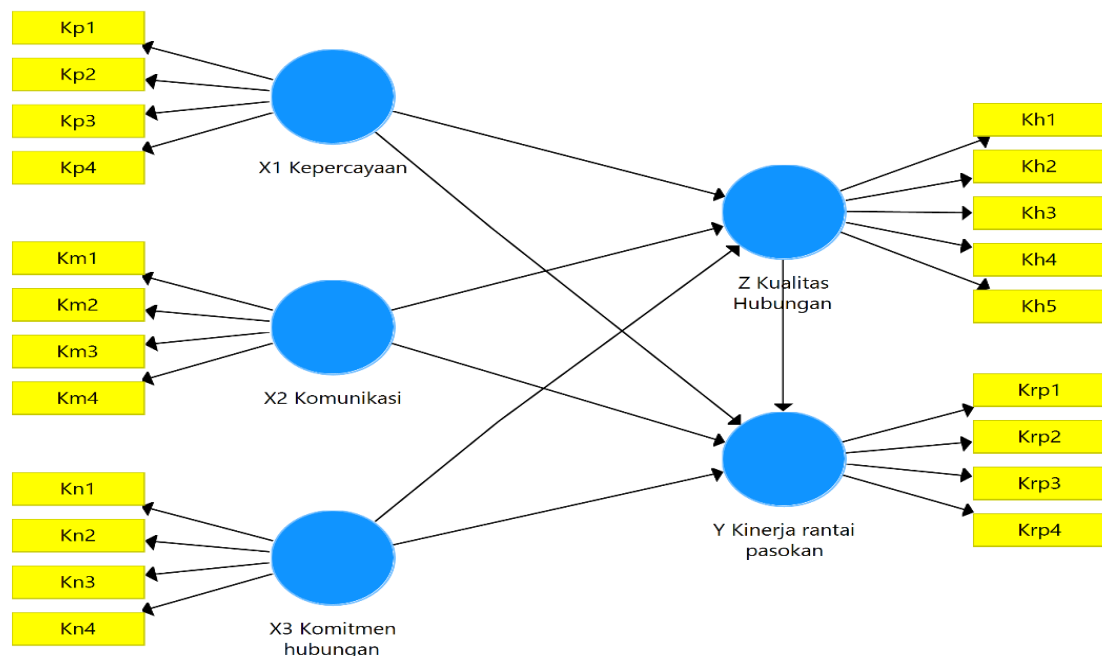 Kp1
Kp2
Kp3
Kp4
X1 Kepercayaan
Km1
Km2
Km3
Km4
X2 Komunikasi
Kn1
Kn2
Kn3
Kn4
X3 Komitmen
hubungan
Z Kualitas
Hubungan
Kh1
Kh2
Kh3
Kh4
Kh5
Y Kinerja rantai
pasokan
Krp1
Krp2
Krp3
Krp4